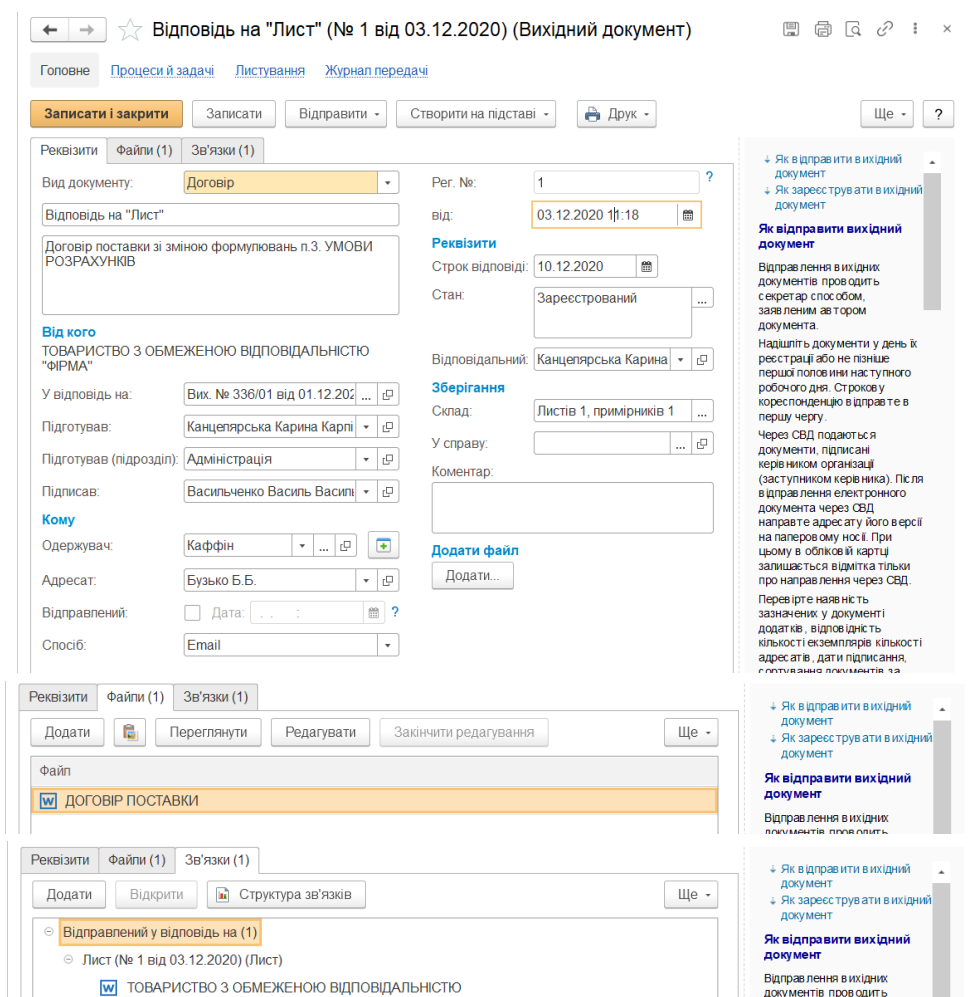 Відповідь на "Лист" (№ 1 від 03.12.2020) (Вихідний документ)
Головне Процеси й задачі Листування Журнал передачі
Записати і закрити Записати Відправити Створити на підставі Друк Ще ?
Реквізити Файли (1) Зв'язки (1)
Вид документу: Договір
Відповідь на "Лист"
Договір поставки зі зміною формулювань п.3. УМОВИ
РОЗРАХУНКІВ
Від кого
ТОВАРИСТВО З ОБМЕЖЕНОЮ ВІДПОВІДАЛЬНІСТЮ
"ФІРМА"
У відповідь на: Вих. № 336/01 від 01.12.202 ...
Підготував: Канцелярська Карина Карпі
Підготував (підрозділ): Адміністрація
Підписав: Васильченко Василь Василь
Кому
Одержувач: Каффін ...
Адресат: Бузько Б.Б.
Відправлений: Дата: . . : ?
Спосіб: Email
Рег. №: 1 ?
від: 03.12.2020 11:18
Реквізити
Строк відповіді: 10.12.2020
Стан: Зареєстрований ...
Відповідальний: Канцелярська Карина
Зберігання
Склад: Листів 1, примірників 1 ...
У справу: ...
Коментар:
Додати файл
Додати...
Як відправити вихідний
документ
Як зареєструвати вихідний
документ
Як відправити вихідний
документ
Відправлення вихідних
документів проводить
секретар способом,
заявленим автором
документа.
Надішліть документи у день їх
реєстрації або не пізніше
першої половини наступного
робочого дня. Строкову
кореспонденцію відправте в
першу чергу.
Через СВД подаються
документи, підписані
керівником організації
(заступником керівника). Після
відправлення електронного
документа через СВД
направте адресату його версії
на паперовому носії. При
цьому в обліковій картці
залишається відмітка тільки
про направлення через СВД.
Перевірте наявність
зазначених у документі
додатків, відповідність
кількості екземплярів кількості
адресатів, дати підписання,
сортування документів за
Реквізити Файли (1) Зв'язки (1)
Додати Переглянути Редагувати Закінчити редагування Ще
Файл
ДОГОВІР ПОСТАВКИ
Як відправити вихідний
документ
Як зареєструвати вихідний
документ
Як відправити вихідний
документ
Відправлення вихідних
документів проводить
Реквізити Файли (1) Зв'язки (1)
Додати Відкрити Структура зв'язків Ще
Відправлений у відповідь на (1)
Лист (№ 1 від 03.12.2020) (Лист)
ТОВАРИСТВО З ОБМЕЖЕНОЮ ВІДПОВІДАЛЬНІСТЮ
Як відправити вихідний
документ
Як зареєструвати вихідний
документ
Як відправити вихідний
документ
Відправлення вихідних
документів проводить